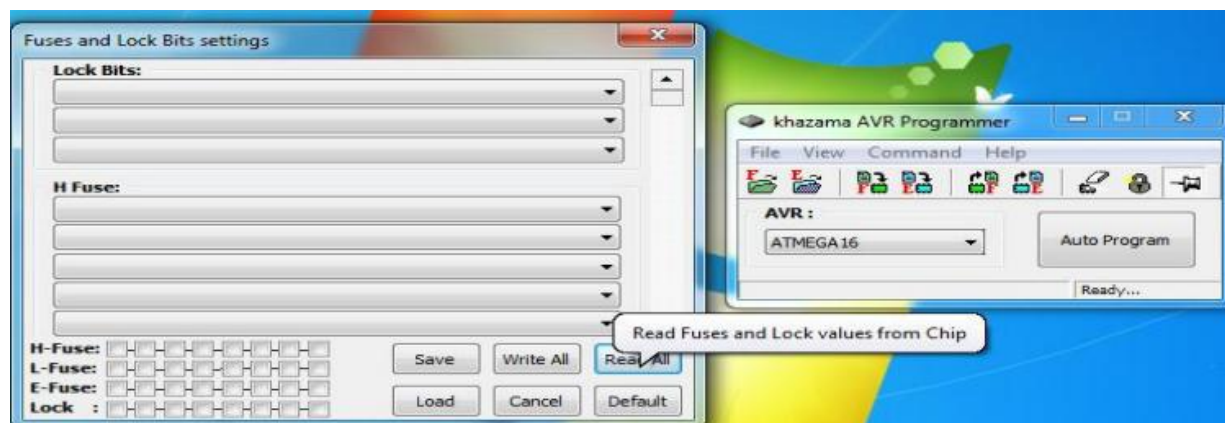 Fuses and Lock Bits settings
Lock Bits:
H Fuse:
H-Fuse:
L-Fuse:
E-Fuse:
Lock :
Save
Write All
Read All
Load
Cancel
Default
Read Fuses and Lock values from Chip
khazama AVR Programmer
File View Command Help
F E F E F E
AVR :
ATMEGA16
Auto Program
Ready...